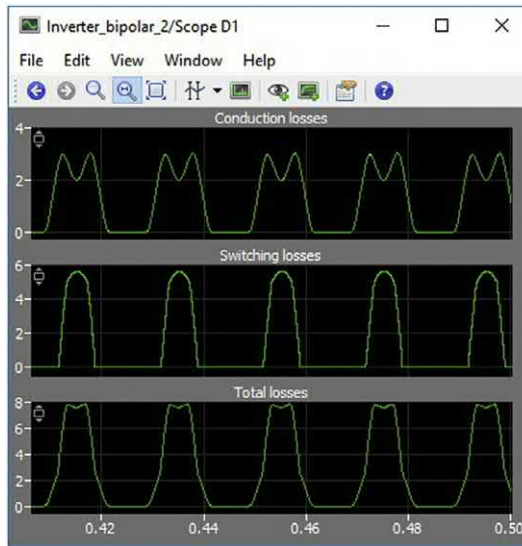 Inverter_bipolar_2/Scope D1
File Edit View Window Help
Conduction losses
4
2
0
Switching losses
6
4
2
0
Total losses
8
6
4
2
0
0.42 0.44 0.46 0.48 0.50